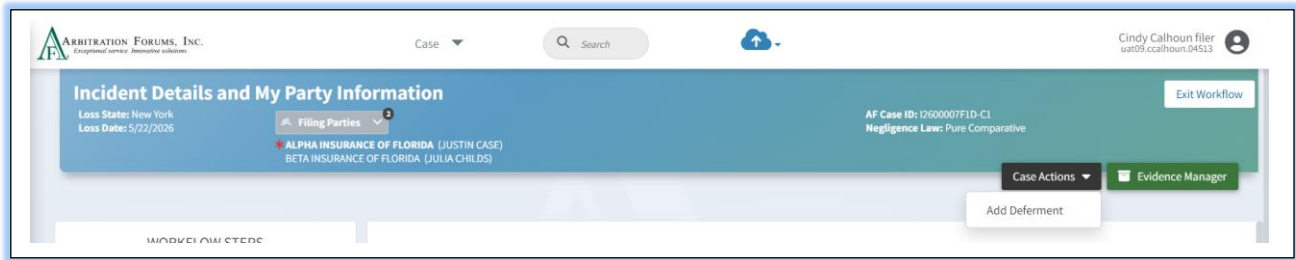 ARBITRATION FORUMS, INC.
Exceptional service. Innovative solutions
Case
Search
Cindy Calhoun filer
uat09.ccalhoun.04513
Incident Details and My Party Information
Exit Workflow
Loss State: New York
Loss Date: 5/22/2026
Filing Parties 2
AF Case ID: I2600007F1D-C1
Negligence Law: Pure Comparative
*ALPHA INSURANCE OF FLORIDA (JUSTIN CASE)
BETA INSURANCE OF FLORIDA (JULIA CHILDS)
Case Actions
Evidence Manager
Add Deferment
WORKFLOW STEPS